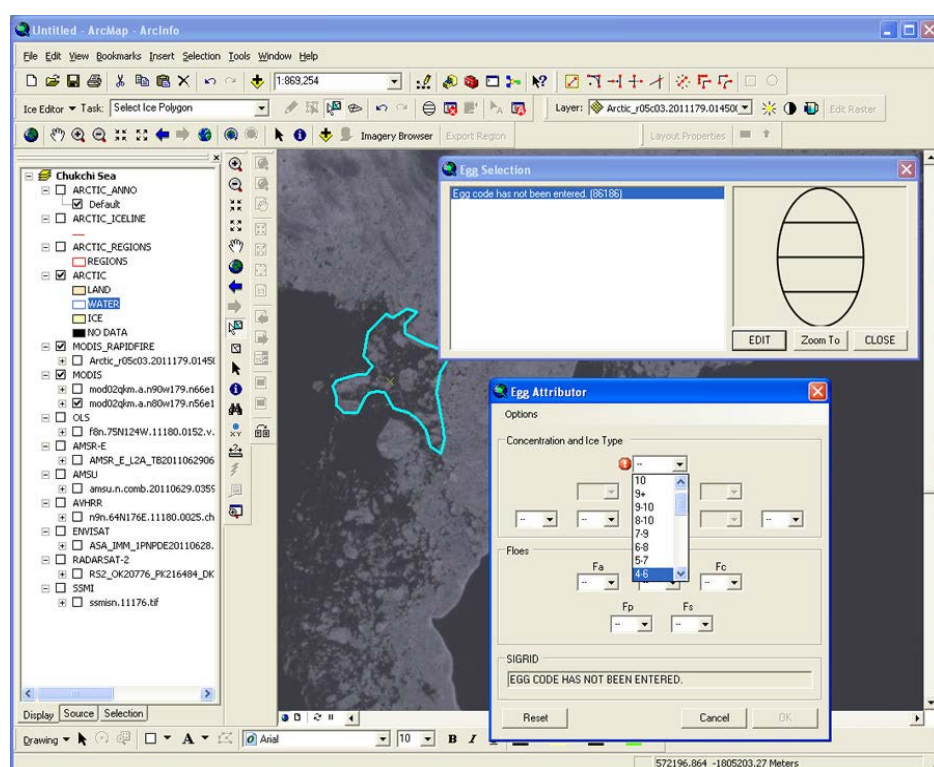 Untitled - ArcMap - ArcInfo
File Edit View Bookmarks Insert Selection Tools Window Help
1:869,254
Ice Editor Task: Select Ice Polygon Layer: Arctic_r05c03.2011179.01450( Edit Raster
Imagery Browser Export Region Layout Properties
Chukchi Sea
ARCTIC_ANNO
Default
ARCTIC_ICELINE
ARCTIC_REGIONS
REGIONS
ARCTIC
LAND
WATER
ICE
NO DATA
MODIS_RAPIDFIRE
Arctic_r05c03.2011179.0145(
MODIS
mod02qkm.a.n90w179.n66e1
mod02qkm.a.n80w179.n56e1
OLS
f8n.75N124W.11180.0152.v.
AMSR-E
AMSR_E_L2A_TB2011062906
AMSU
amsu.n.comb.20110629.0359
AVHRR
n9n.64N176E.11180.0025.ch
ENVISAT
ASA_IMM_1PNPDE20110628.
RADARSAT-2
RS2_OK20776_PK216484_DK
SSMI
ssmisn.11176.tif
Display Source Selection
Egg Selection
Egg code has not been entered. (86186)
EDIT Zoom To CLOSE
Egg Attributor
Options
Concentration and Ice Type
--
10
9+
9-10
8-10
7-9
6-8
5-7
4-6
-- -- --
Floes
Fa Fc
-- --
Fp Fs
-- --
SIGRID
EGG CODE HAS NOT BEEN ENTERED.
Reset Cancel OK
Drawing A Arial 10 B I
572196.864 -1805203.27 Meters